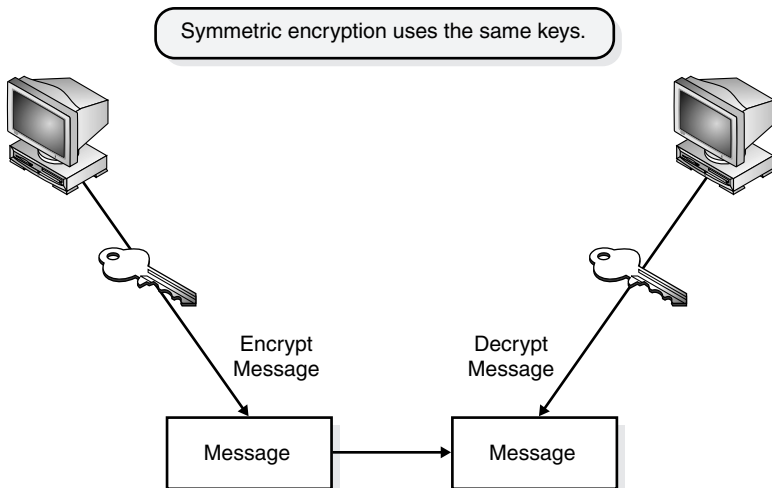 Symmetric encryption uses the same keys.
Encrypt
Message
Decrypt
Message
Message
Message